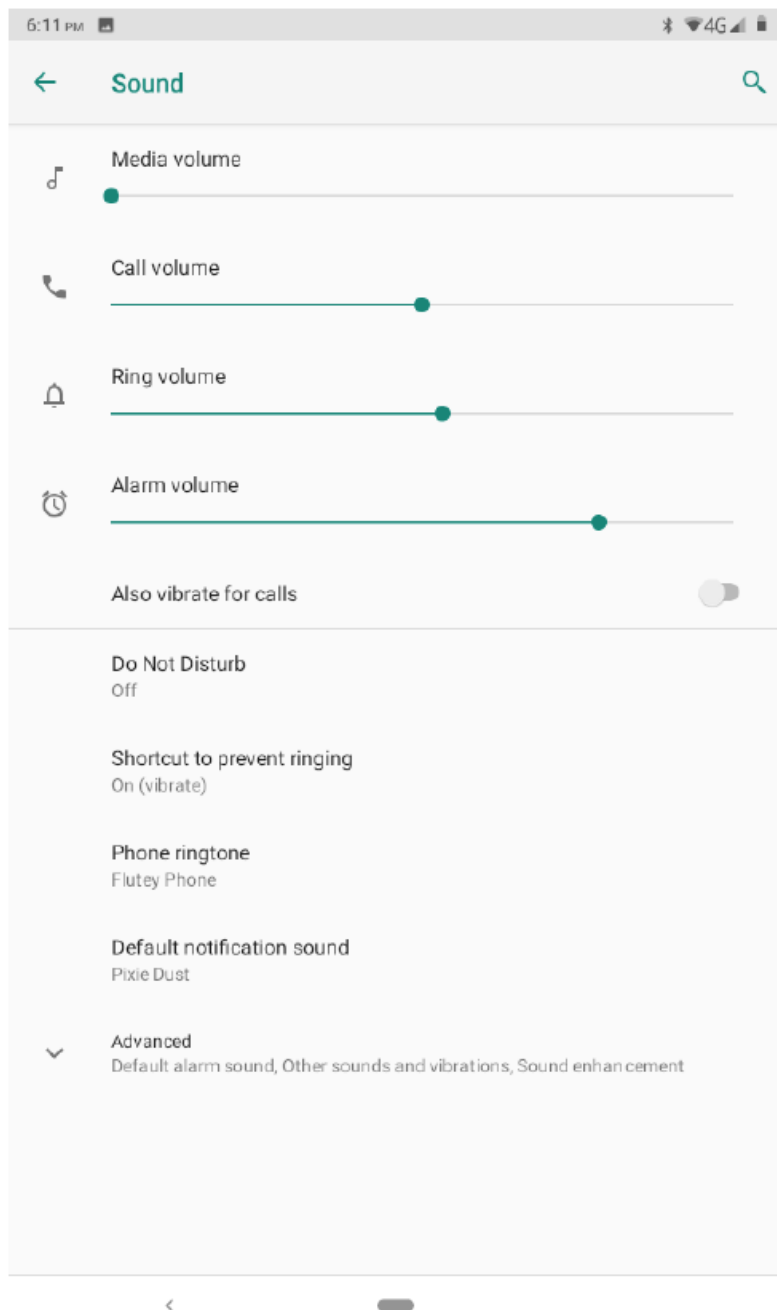 6:11 PM 4G
Sound
Media volume
Call volume
Ring volume
Alarm volume
Also vibrate for calls
Do Not Disturb
Off
Shortcut to prevent ringing
On (vibrate)
Phone ringtone
Flutey Phone
Default notification sound
Pixie Dust
Advanced
Default alarm sound, Other sounds and vibrations, Sound enhancement